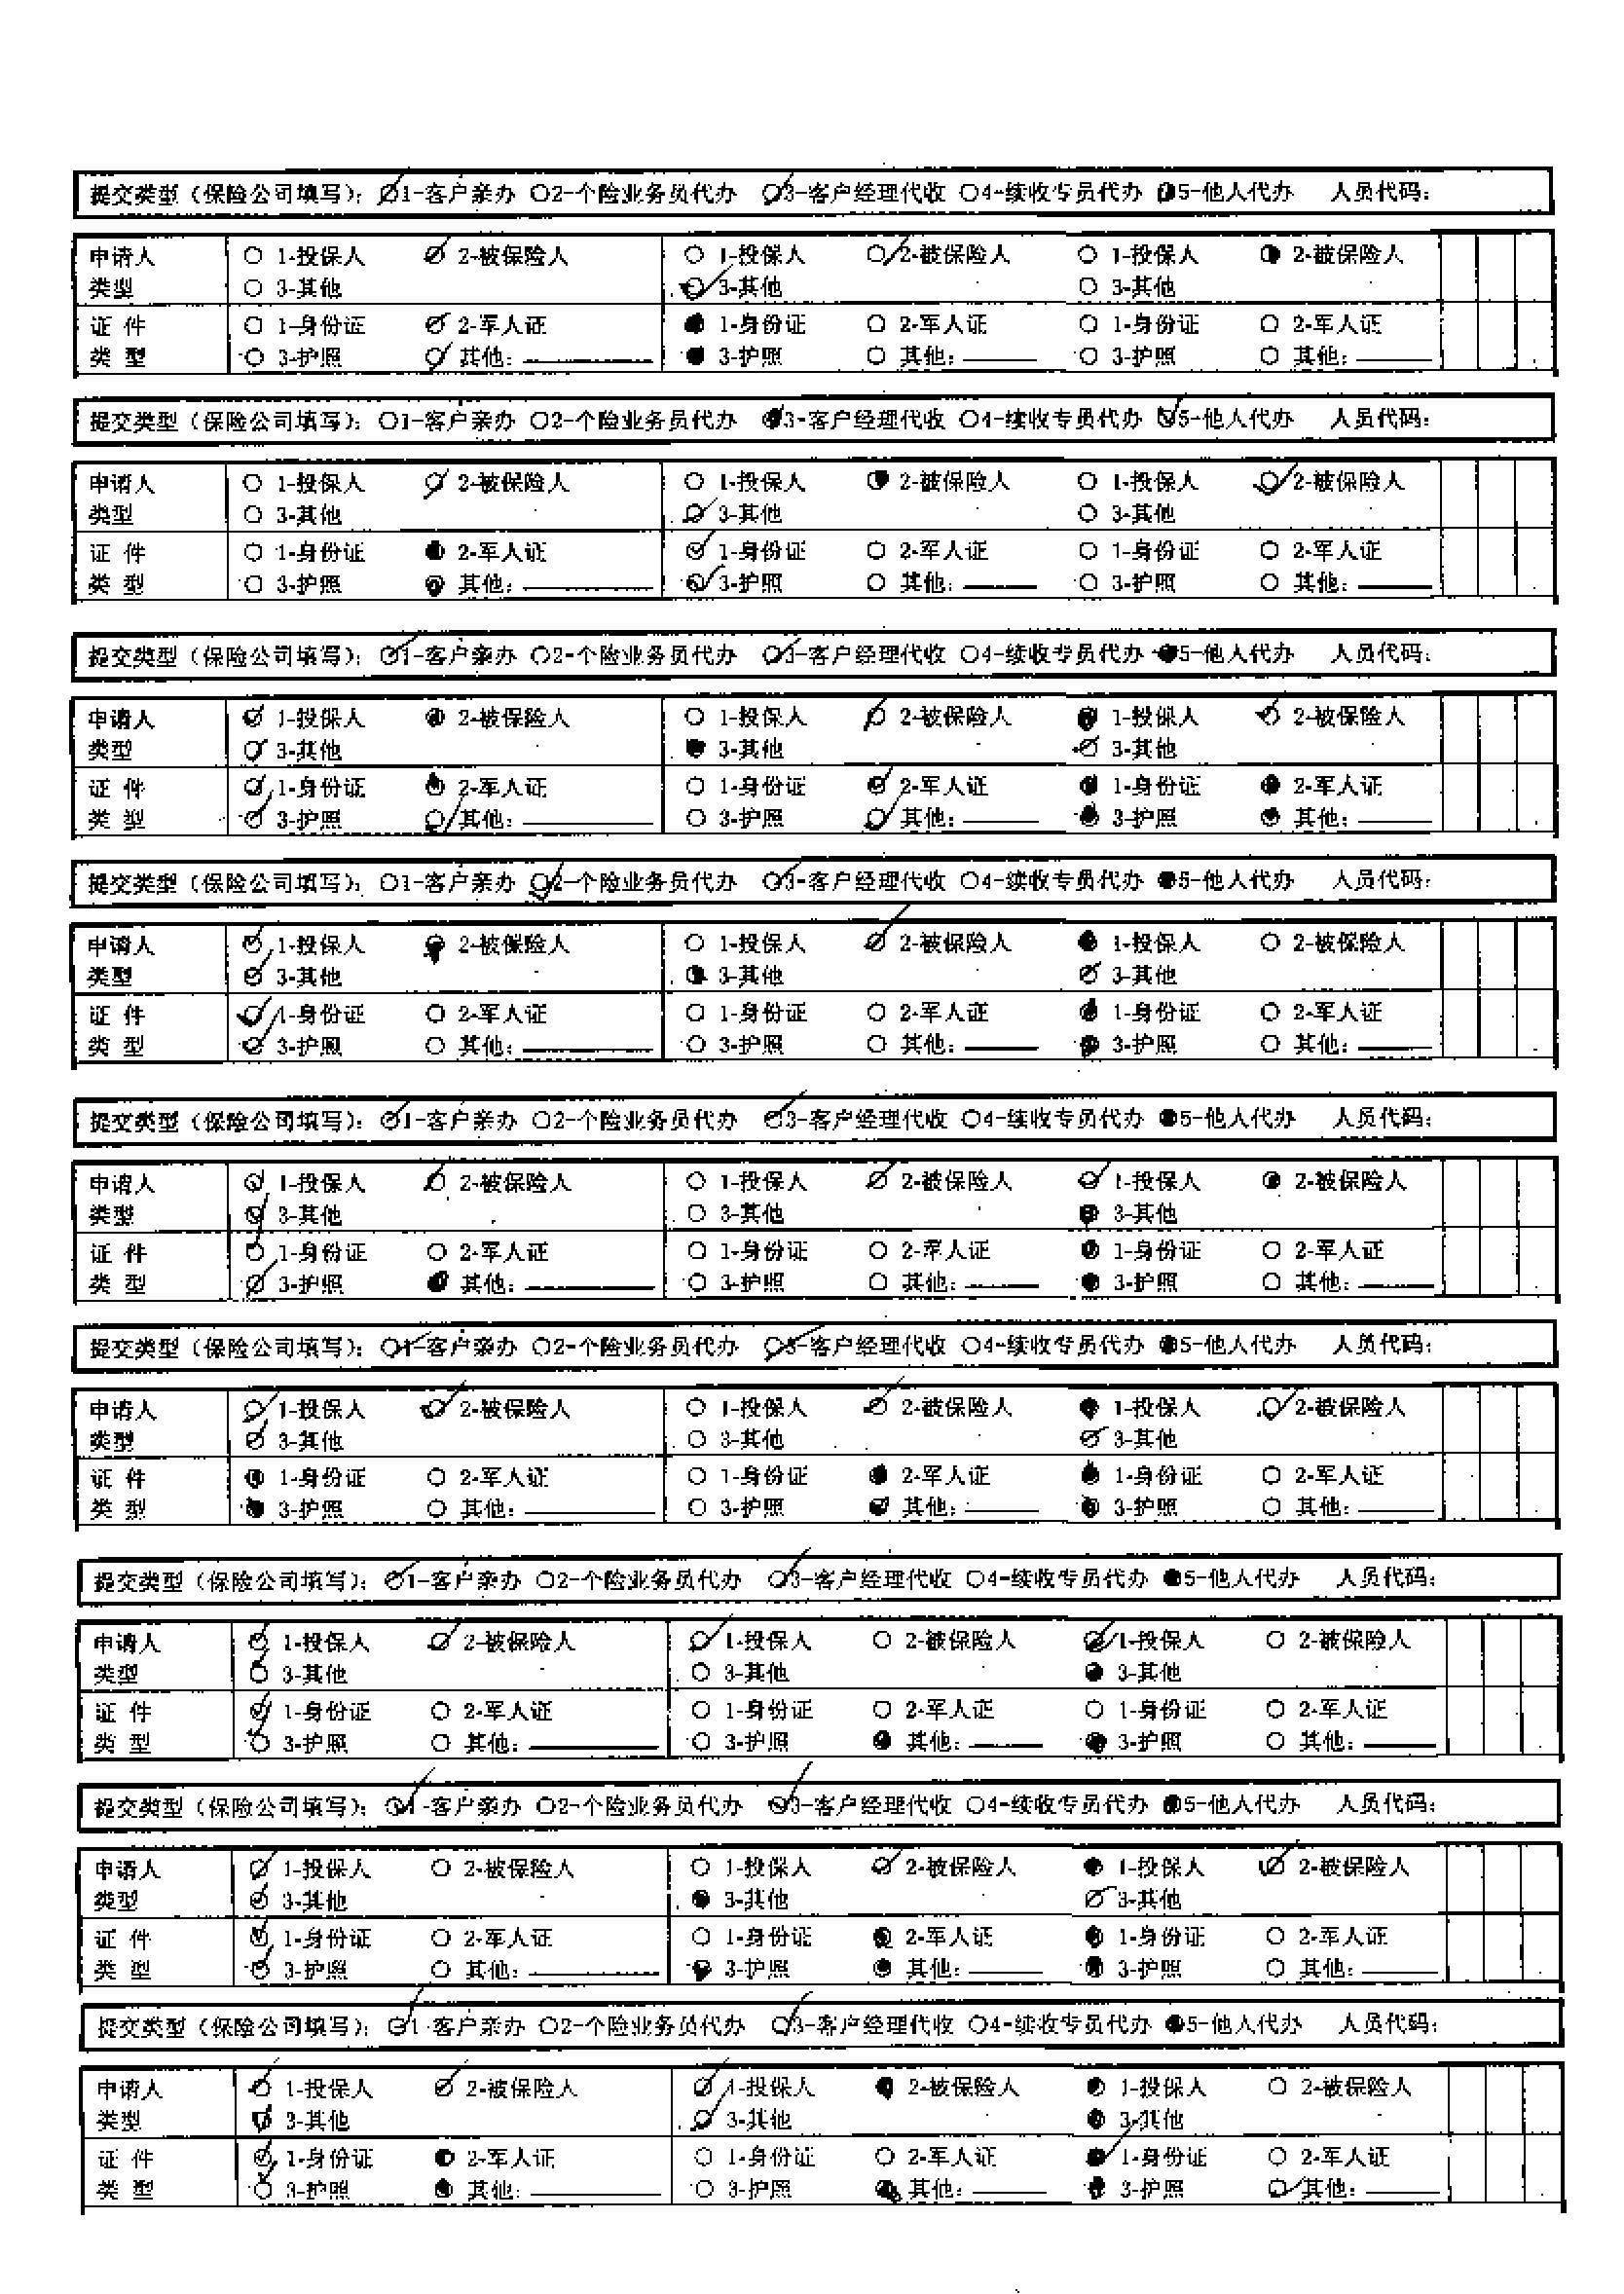 提交类型（保险公司填写）：○1-客户亲办 ○2-个险业务员代办 ○3-客户经理代收 ○4-续收专员代办 ○5-他人代办 人员代码：
申请人 ○ 1-投保人 ○ 2-被保险人 ○ 1-投保人 ○ 2-被保险人 ○ 1-投保人 ○ 2-被保险人
类型 ○ 3-其他 ○ 3-其他 ○ 3-其他
证 件 ○ 1-身份证 ○ 2-军人证 ○ 1-身份证 ○ 2-军人证 ○ 1-身份证 ○ 2-军人证
类 型 ○ 3-护照 ○ 其他： ○ 3-护照 ○ 其他： ○ 3-护照 ○ 其他：
提交类型（保险公司填写）：○1-客户亲办 ○2-个险业务员代办 ○3-客户经理代收 ○4-续收专员代办 ○5-他人代办 人员代码：
申请人 ○ 1-投保人 ○ 2-被保险人 ○ 1-投保人 ○ 2-被保险人 ○ 1-投保人 ○ 2-被保险人
类型 ○ 3-其他 ○ 3-其他 ○ 3-其他
证 件 ○ 1-身份证 ○ 2-军人证 ○ 1-身份证 ○ 2-军人证 ○ 1-身份证 ○ 2-军人证
类 型 ○ 3-护照 ○ 其他： ○ 3-护照 ○ 其他： ○ 3-护照 ○ 其他：
提交类型（保险公司填写）：○1-客户亲办 ○2-个险业务员代办 ○3-客户经理代收 ○4-续收专员代办 ○5-他人代办 人员代码：
申请人 ○ 1-投保人 ○ 2-被保险人 ○ 1-投保人 ○ 2-被保险人 ○ 1-投保人 ○ 2-被保险人
类型 ○ 3-其他 ○ 3-其他 ○ 3-其他
证 件 ○ 1-身份证 ○ 2-军人证 ○ 1-身份证 ○ 2-军人证 ○ 1-身份证 ○ 2-军人证
类 型 ○ 3-护照 ○ 其他： ○ 3-护照 ○ 其他： ○ 3-护照 ○ 其他：
提交类型（保险公司填写）：○1-客户亲办 ○2-个险业务员代办 ○3-客户经理代收 ○4-续收专员代办 ○5-他人代办 人员代码：
申请人 ○ 1-投保人 ○ 2-被保险人 ○ 1-投保人 ○ 2-被保险人 ○ 1-投保人 ○ 2-被保险人
类型 ○ 3-其他 ○ 3-其他 ○ 3-其他
证 件 ○ 1-身份证 ○ 2-军人证 ○ 1-身份证 ○ 2-军人证 ○ 1-身份证 ○ 2-军人证
类 型 ○ 3-护照 ○ 其他： ○ 3-护照 ○ 其他： ○ 3-护照 ○ 其他：
提交类型（保险公司填写）：○1-客户亲办 ○2-个险业务员代办 ○3-客户经理代收 ○4-续收专员代办 ○5-他人代办 人员代码：
申请人 ○ 1-投保人 ○ 2-被保险人 ○ 1-投保人 ○ 2-被保险人 ○ 1-投保人 ○ 2-被保险人
类型 ○ 3-其他 ○ 3-其他 ○ 3-其他
证 件 ○ 1-身份证 ○ 2-军人证 ○ 1-身份证 ○ 2-军人证 ○ 1-身份证 ○ 2-军人证
类 型 ○ 3-护照 ○ 其他： ○ 3-护照 ○ 其他： ○ 3-护照 ○ 其他：
提交类型（保险公司填写）：○1-客户亲办 ○2-个险业务员代办 ○3-客户经理代收 ○4-续收专员代办 ○5-他人代办 人员代码：
申请人 ○ 1-投保人 ○ 2-被保险人 ○ 1-投保人 ○ 2-被保险人 ○ 1-投保人 ○ 2-被保险人
类型 ○ 3-其他 ○ 3-其他 ○ 3-其他
证 件 ○ 1-身份证 ○ 2-军人证 ○ 1-身份证 ○ 2-军人证 ○ 1-身份证 ○ 2-军人证
类 型 ○ 3-护照 ○ 其他： ○ 3-护照 ○ 其他： ○ 3-护照 ○ 其他：
提交类型（保险公司填写）：○1-客户亲办 ○2-个险业务员代办 ○3-客户经理代收 ○4-续收专员代办 ○5-他人代办 人员代码：
申请人 ○ 1-投保人 ○ 2-被保险人 ○ 1-投保人 ○ 2-被保险人 ○ 1-投保人 ○ 2-被保险人
类型 ○ 3-其他 ○ 3-其他 ○ 3-其他
证 件 ○ 1-身份证 ○ 2-军人证 ○ 1-身份证 ○ 2-军人证 ○ 1-身份证 ○ 2-军人证
类 型 ○ 3-护照 ○ 其他： ○ 3-护照 ○ 其他： ○ 3-护照 ○ 其他：
提交类型（保险公司填写）：○1-客户亲办 ○2-个险业务员代办 ○3-客户经理代收 ○4-续收专员代办 ○5-他人代办 人员代码：
申请人 ○ 1-投保人 ○ 2-被保险人 ○ 1-投保人 ○ 2-被保险人 ○ 1-投保人 ○ 2-被保险人
类型 ○ 3-其他 ○ 3-其他 ○ 3-其他
证 件 ○ 1-身份证 ○ 2-军人证 ○ 1-身份证 ○ 2-军人证 ○ 1-身份证 ○ 2-军人证
类 型 ○ 3-护照 ○ 其他： ○ 3-护照 ○ 其他： ○ 3-护照 ○ 其他：
提交类型（保险公司填写）：○1-客户亲办 ○2-个险业务员代办 ○3-客户经理代收 ○4-续收专员代办 ○5-他人代办 人员代码：
申请人 ○ 1-投保人 ○ 2-被保险人 ○ 1-投保人 ○ 2-被保险人 ○ 1-投保人 ○ 2-被保险人
类型 ○ 3-其他 ○ 3-其他 ○ 3-其他
证 件 ○ 1-身份证 ○ 2-军人证 ○ 1-身份证 ○ 2-军人证 ○ 1-身份证 ○ 2-军人证
类 型 ○ 3-护照 ○ 其他： ○ 3-护照 ○ 其他： ○ 3-护照 ○ 其他：